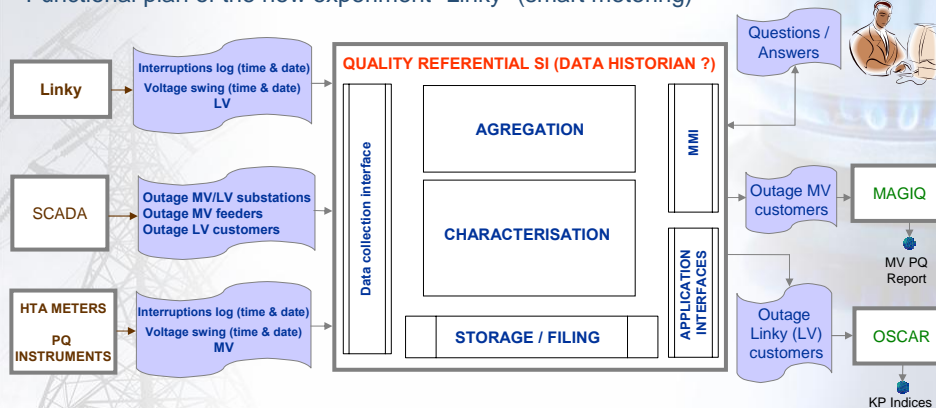 Functional plan of the new experiment "Linky" (smart metering)
Questions /
Answers
QUALITY REFERENTIAL SI (DATA HISTORIAN ?)
Linky
Interruptions log (time & date)
Voltage swing (time & date)
LV
Data collection interface
AGREGATION
MMI
SCADA
Outage MV/LV substations
Outage MV feeders
Outage LV customers
CHARACTERISATION
Outage MV
customers
MAGIQ
MV PQ
Report
HTA METERS
PQ
INSTRUMENTS
Interruptions log (time & date)
Voltage swing (time & date)
MV
STORAGE / FILING
APPLICATION
INTERFACES
Outage
Linky (LV)
customers
OSCAR
KP Indices